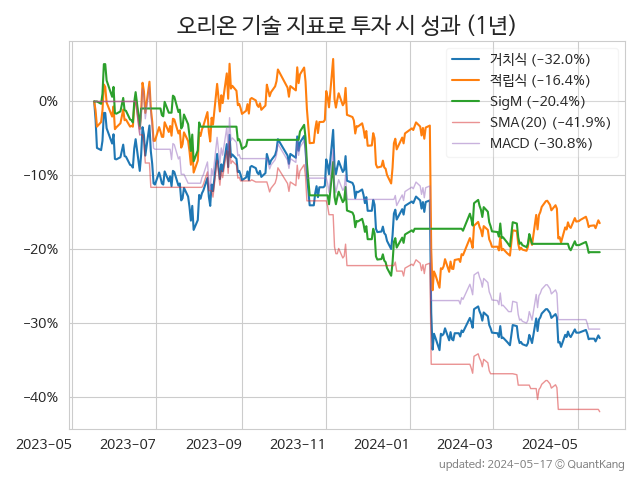 오리온 기술 지표로 투자 시 성과 (1년)
거치식 (−32.0%)
적립식 (−16.4%)
SigM (−20.4%)
SMA(20) (−41.9%)
MACD (−30.8%)
0%
−10%
−20%
−30%
−40%
2023-05 2023-07 2023-09 2023-11 2024-01 2024-03 2024-05
updated: 2024-05-17 © QuantKang